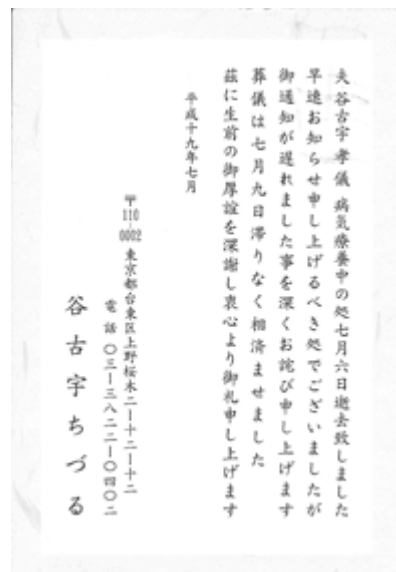 夫谷古宇 孝儀 病気療養中の処七月六日逝去致しました
早速お知らせ申し上げるべき処でございましたが
御通知が遅れました事を深くお詫び申し上げます
葬儀は七月九日滞りなく相済ませました
茲に生前の御厚誼を深謝し衷心より御礼申し上げます
平成十九年七月
〒110-0002 東京都台東区上野桜木二ー十二ー十二
電話 〇三ー三八二二ー〇四〇二
谷古宇ちづる